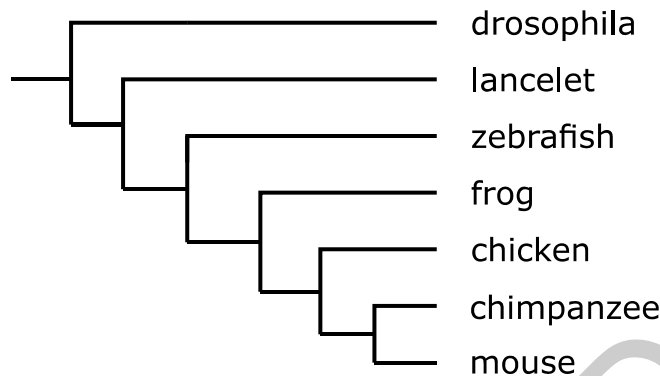 drosophila
lancelet
zebrafish
frog
chicken
chimpanzee
mouse